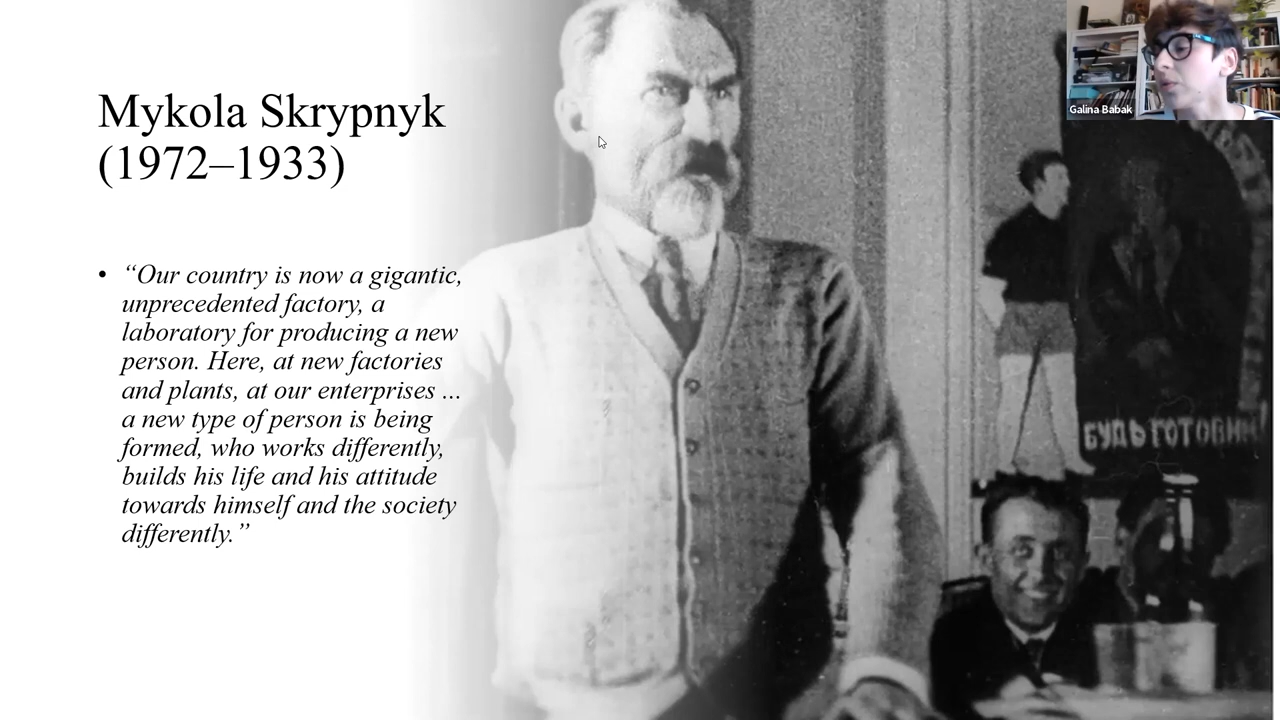 Mykola Skrypnyk
(1972–1933)
• “Our country is now a gigantic,
unprecedented factory, a
laboratory for producing a new
person. Here, at new factories
and plants, at our enterprises ...
a new type of person is being
formed, who works differently,
builds his life and his attitude
towards himself and the society
differently.”
Galina Babak
БУДЬ ГОТОВИЙ!